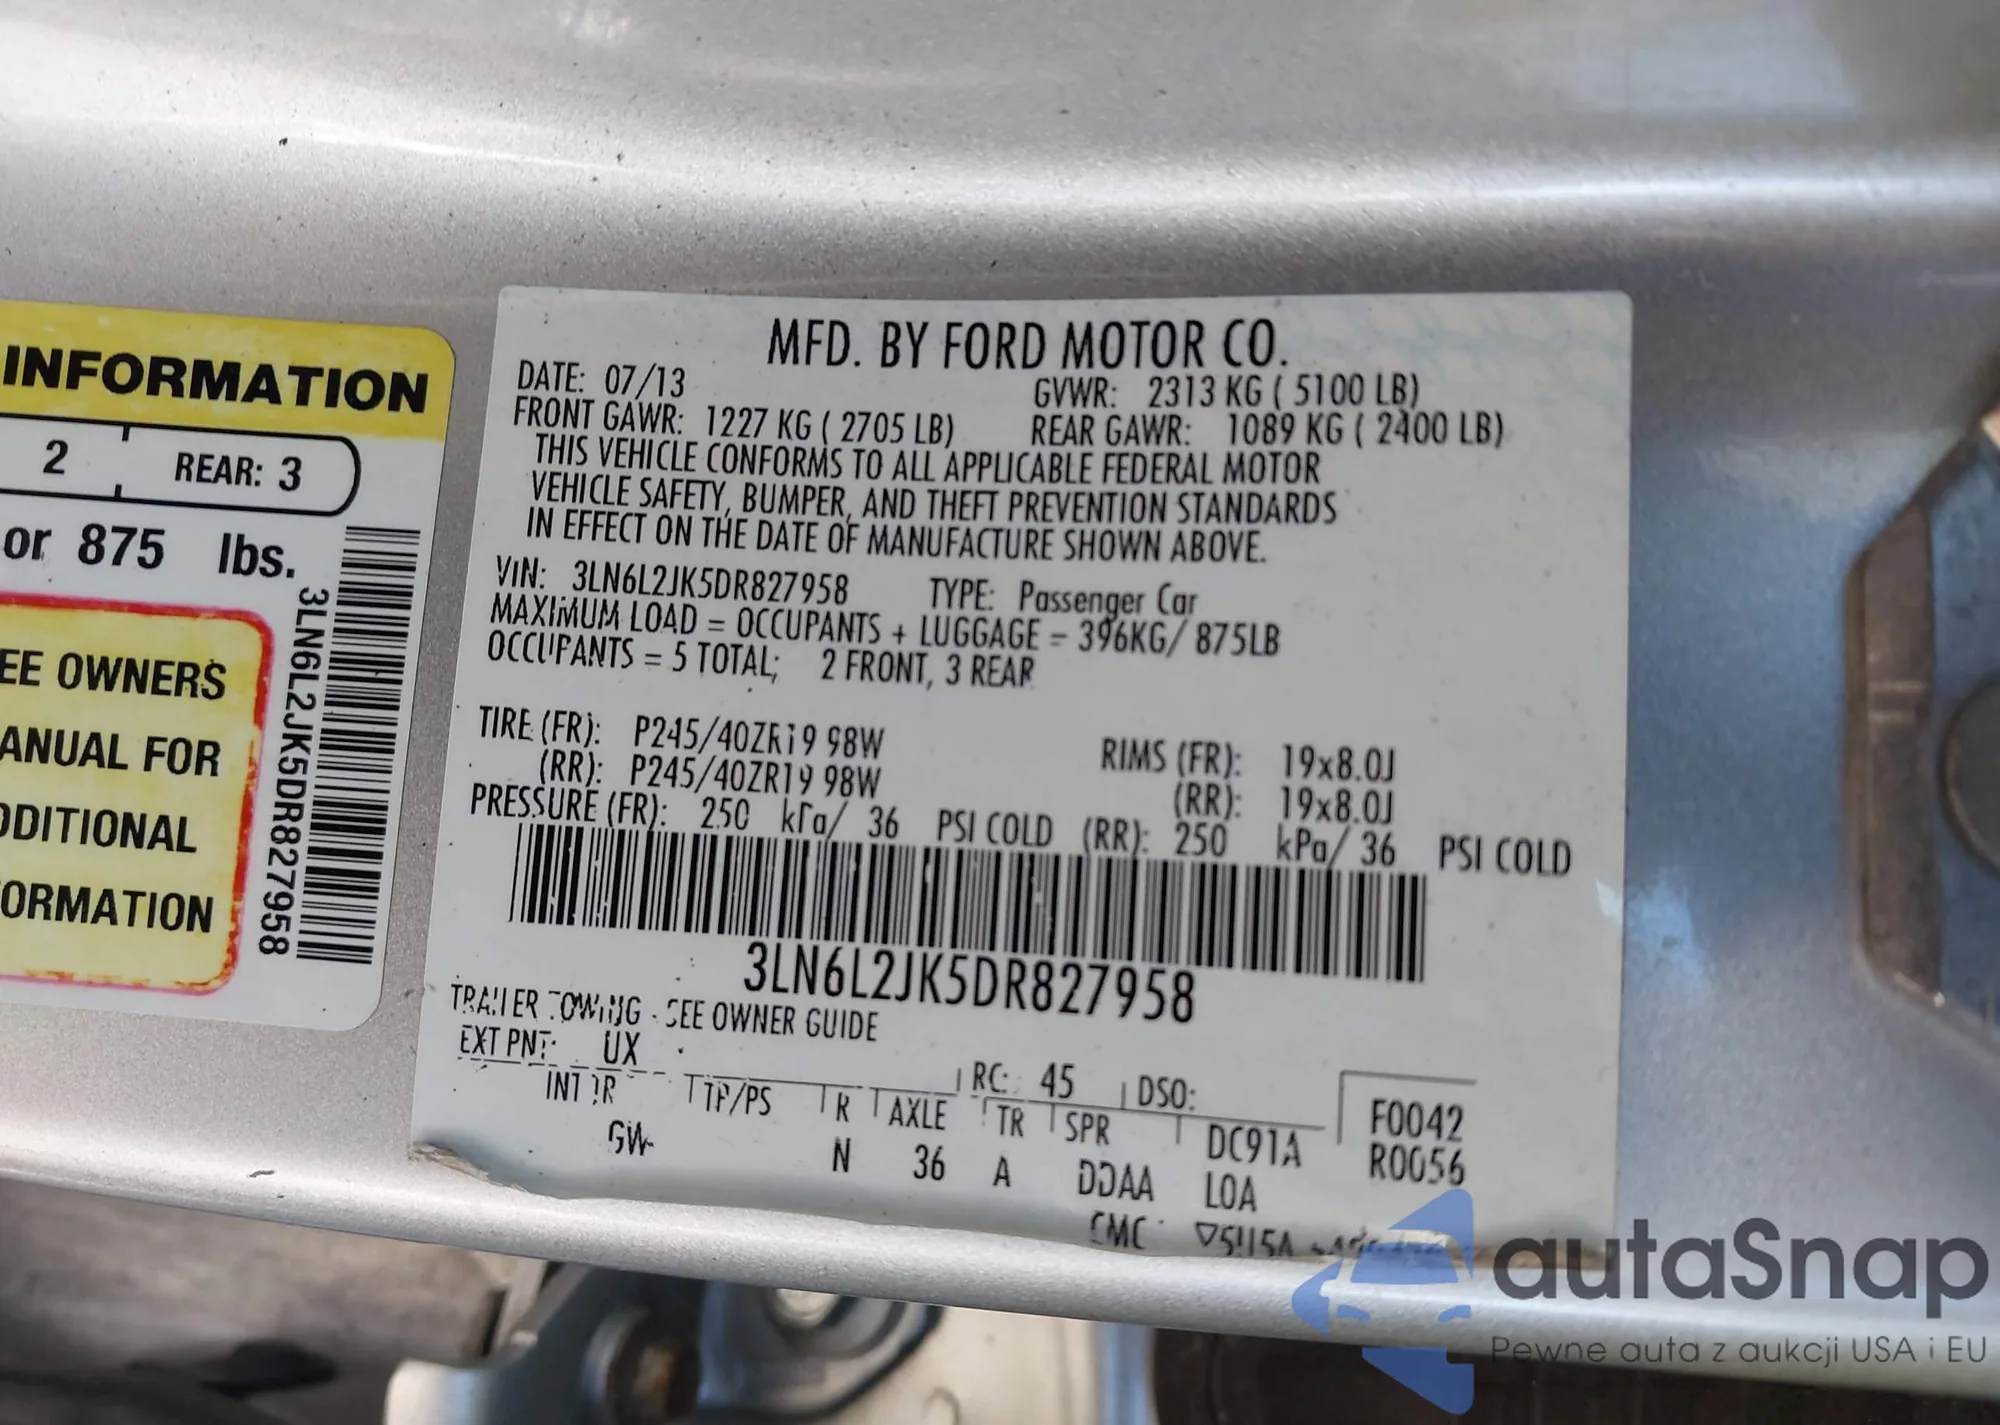 INFORMATION
2 REAR: 3
or 875 lbs.
EE OWNERS
ANUAL FOR
DDITIONAL
ORMATION
3LN6L2JK5DR827958
MFD. BY FORD MOTOR CO.
DATE: 07/13 GVWR: 2313 KG ( 5100 LB)
FRONT GAWR: 1227 KG ( 2705 LB) REAR GAWR: 1089 KG ( 2400 LB)
THIS VEHICLE CONFORMS TO ALL APPLICABLE FEDERAL MOTOR
VEHICLE SAFETY, BUMPER, AND THEFT PREVENTION STANDARDS
IN EFFECT ON THE DATE OF MANUFACTURE SHOWN ABOVE.
VIN: 3LN6L2JK5DR827958 TYPE: Passenger Car
MAXIMUM LOAD = OCCUPANTS + LUGGAGE = 396KG/ 875LB
OCCUPANTS = 5 TOTAL; 2 FRONT, 3 REAR
TIRE (FR): P245/40ZR19 98W RIMS (FR): 19x8.0J
(RR): P245/40ZR19 98W (RR): 19x8.0J
PRESSURE (FR): 250 kPa/ 36 PSI COLD (RR): 250 kPa/ 36 PSI COLD
3LN6L2JK5DR827958
TRAILER TOWING - SEE OWNER GUIDE
EXT PNT: UX RC: 45 DSO:
INT TR TP/PS R AXLE TR SPR DC91A F0042
GW N 36 A DDAA LOA R0056
CMC
autaSnap
Pewne auta z aukcji USA i EU